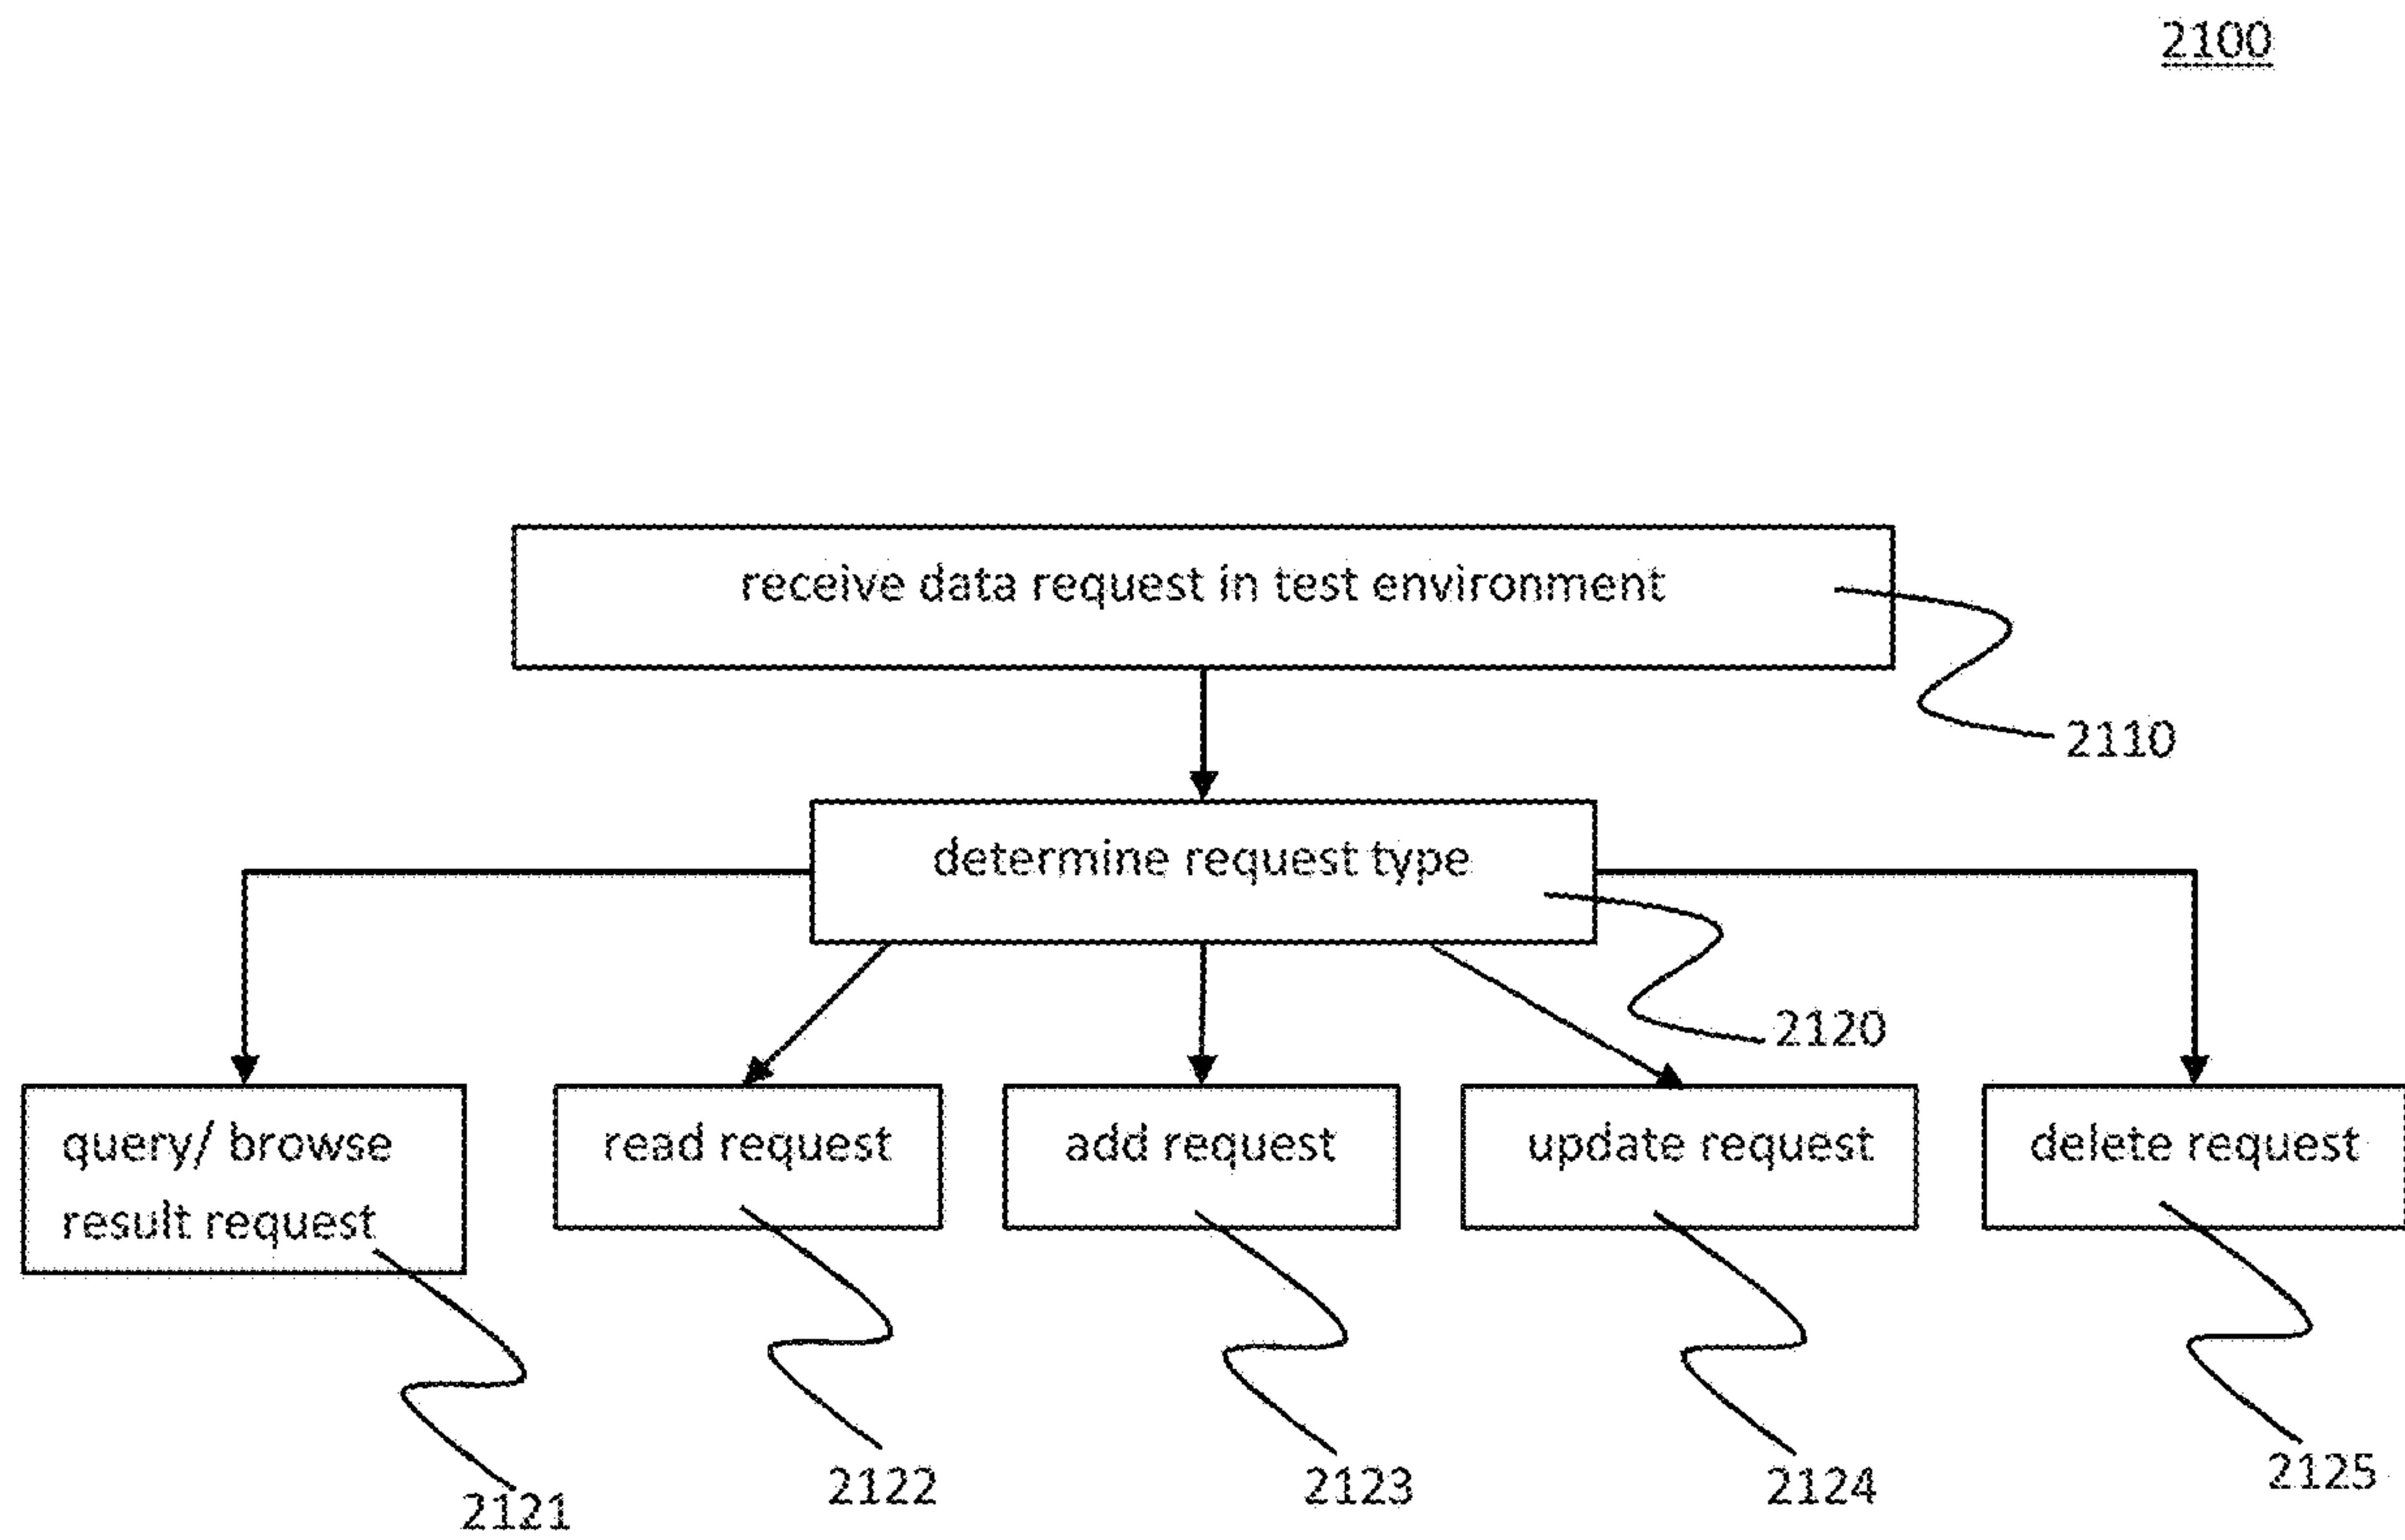 2100
receive data request in test environment
2110
determine request type
2120
query/ browse
result request
read request
add request
update request
delete request
2121
2122
2123
2124
2125